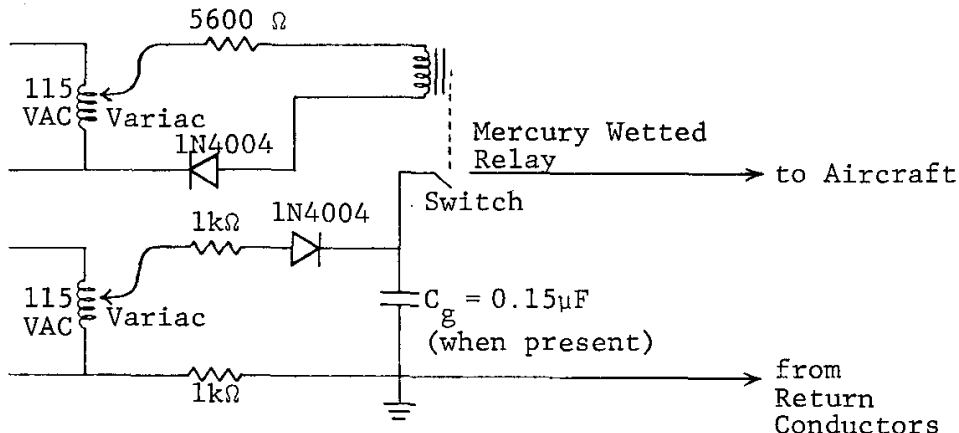 5600 Ω
115
VAC
Variac
1N4004
Mercury Wetted
Relay
to Aircraft
Switch
1kΩ
1N4004
115
VAC
Variac
Cg = 0.15μF
(when present)
1kΩ
from
Return
Conductors